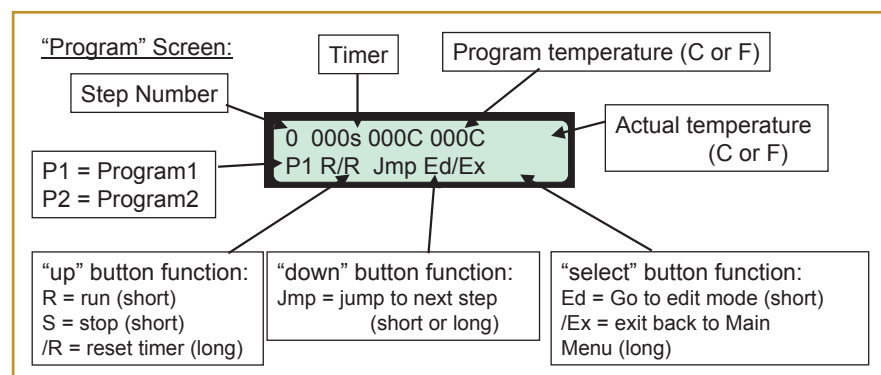 “Program” Screen:
Timer
Program temperature (C or F)
Step Number
0 000s 000C 000C
P1 R/R Jmp Ed/Ex
Actual temperature
(C or F)
P1 = Program1
P2 = Program2
“up” button function:
R = run (short)
S = stop (short)
/R = reset timer (long)
“down” button function:
Jmp = jump to next step
(short or long)
“select” button function:
Ed = Go to edit mode (short)
/Ex = exit back to Main
Menu (long)